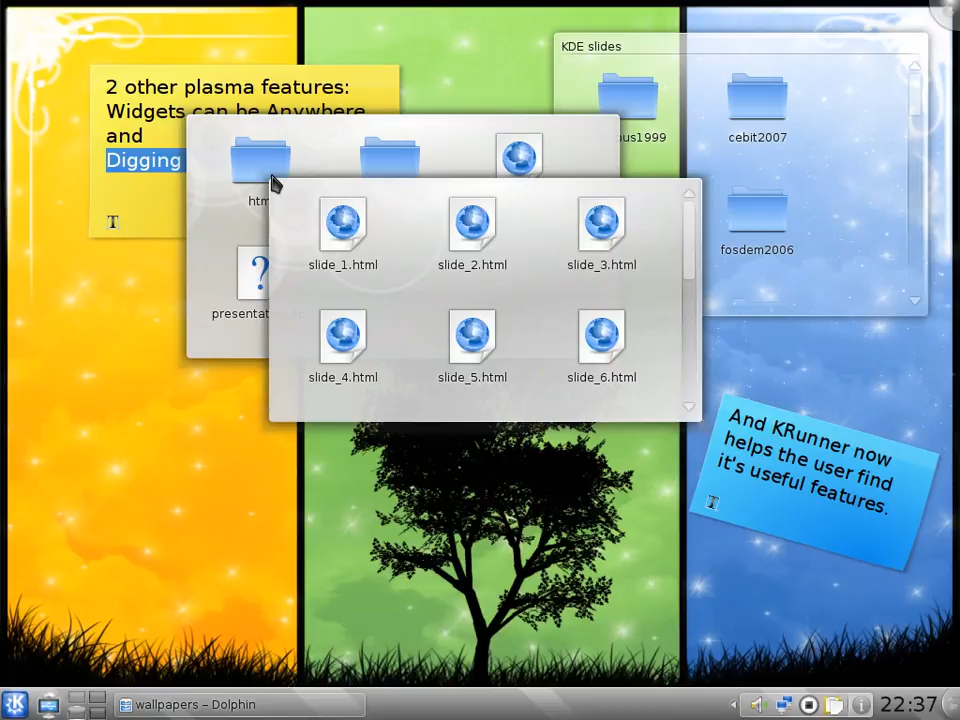 2 other plasma features:
Widgets can be Anywhere
and
Digging
KDE slides
cebit2007
fosdem2006
slide_1.html
slide_2.html
slide_3.html
slide_4.html
slide_5.html
slide_6.html
And KRunner now
helps the user find
it's useful features.
wallpapers – Dolphin
22:37